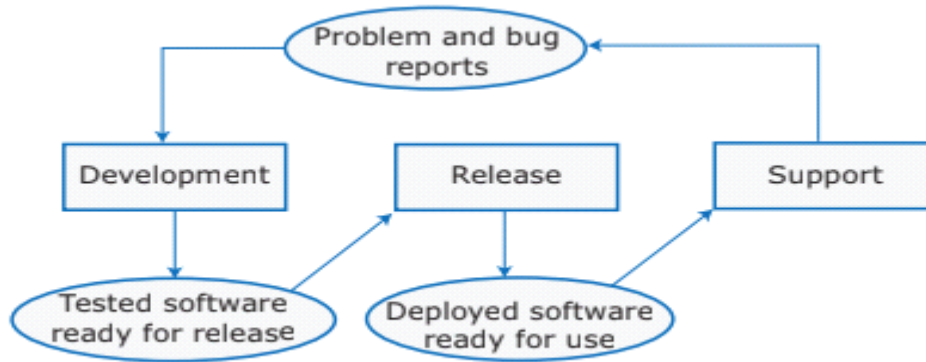 Problem and bug
reports
Development
Release
Support
Tested software
ready for release
Deployed software
ready for use